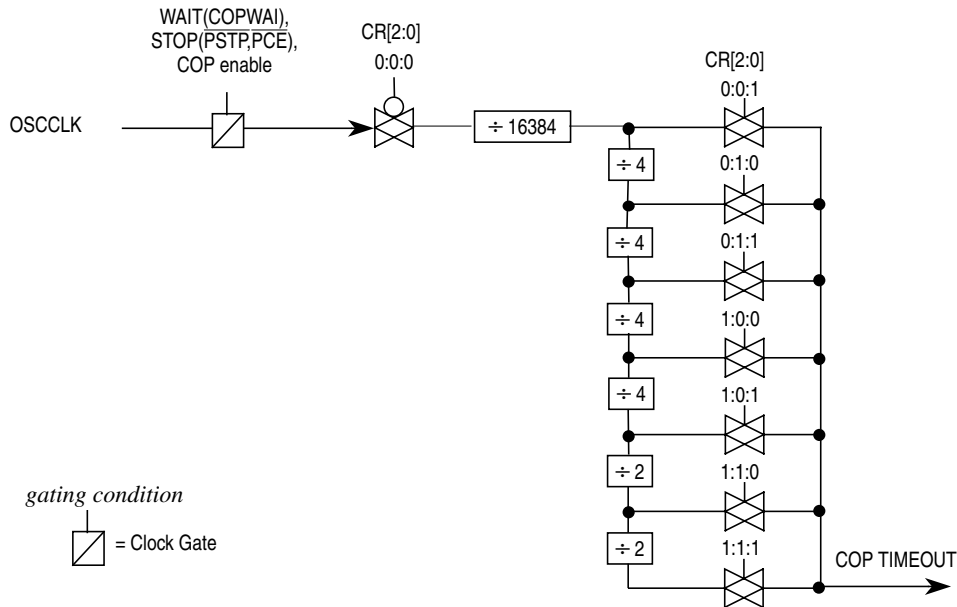 WAIT(COPWAI),
STOP(PSTP,PCE),
COP enable
CR[2:0]
0:0:0
OSCCLK
÷ 16384
CR[2:0]
0:0:1
÷ 4
0:1:0
÷ 4
0:1:1
÷ 4
1:0:0
÷ 4
1:0:1
÷ 2
1:1:0
÷ 2
1:1:1
COP TIMEOUT
gating condition
= Clock Gate